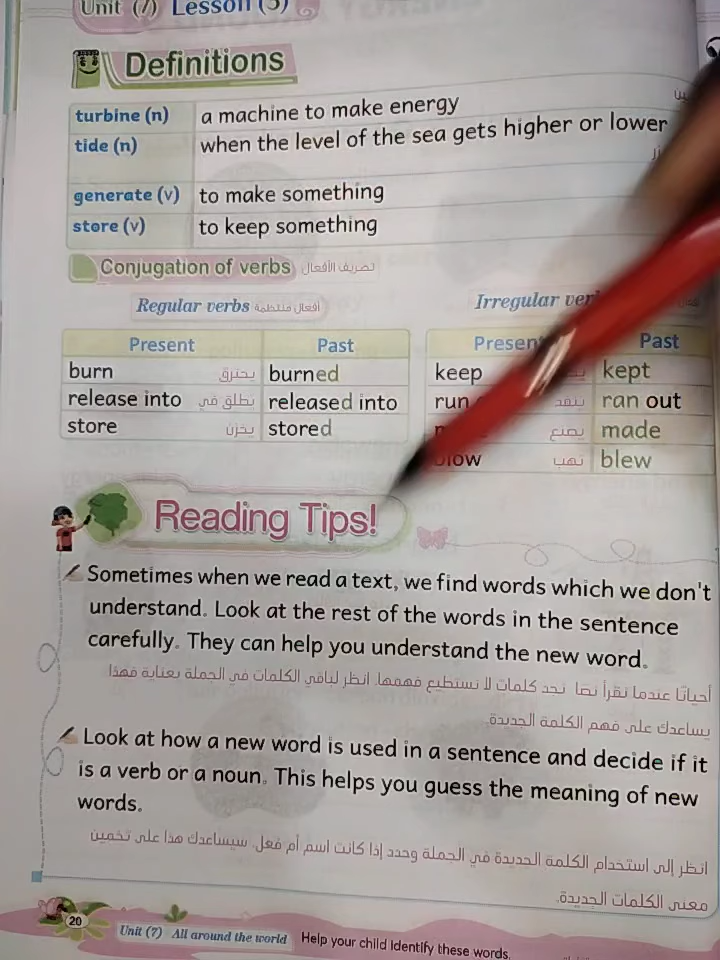 Unit (7) Lesson (3)
Definitions
turbine (n) a machine to make energy
tide (n) when the level of the sea gets higher or lower
generate (v) to make something
store (v) to keep something
Conjugation of verbs تصريف الأفعال
Regular verbs أفعال منتظمة
Present Past
burn يحترق burned
release into يطلق في released into
store يخزن stored
Irregular
Present Past
keep kept
run ينفد ran out
يصنع made
blow تهب blew
Reading Tips!
Sometimes when we read a text, we find words which we don't
understand. Look at the rest of the words in the sentence
carefully. They can help you understand the new word.
أحيانًا عندما نقرأ نصًا نجد كلمات لا نستطيع فهمها. انظر لباقي الكلمات في الجملة بعناية فهذا
يساعدك على فهم الكلمة الجديدة.
Look at how a new word is used in a sentence and decide if it
is a verb or a noun. This helps you guess the meaning of new
words.
انظر إلى استخدام الكلمة الجديدة في الجملة وحدد إذا كانت اسم أم فعل. سيساعدك هذا على تخمين
معنى الكلمات الجديدة.
20
Unit (7) All around the world Help your child identify these words.